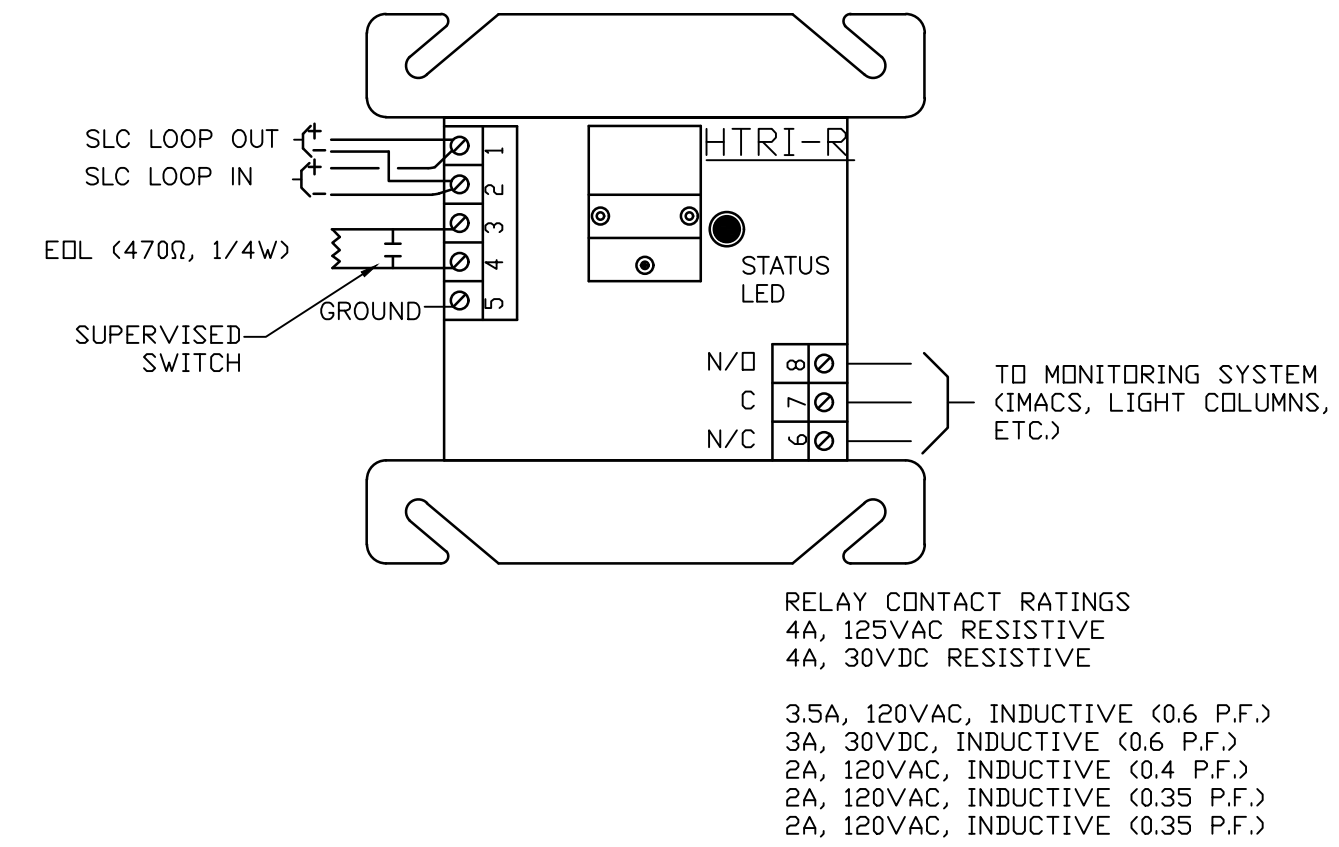 SLC LOOP OUT + -
SLC LOOP IN + -
HTRI-R
1
2
3
4
5
EOL (470Ω, 1/4W)
GROUND
SUPERVISED
SWITCH
STATUS
LED
N/O 8
C 7
N/C 6
TO MONITORING SYSTEM
(IMACS, LIGHT COLUMNS,
ETC.)
RELAY CONTACT RATINGS
4A, 125VAC RESISTIVE
4A, 30VDC RESISTIVE
3.5A, 120VAC, INDUCTIVE (0.6 P.F.)
3A, 30VDC, INDUCTIVE (0.6 P.F.)
2A, 120VAC, INDUCTIVE (0.4 P.F.)
2A, 120VAC, INDUCTIVE (0.35 P.F.)
2A, 120VAC, INDUCTIVE (0.35 P.F.)